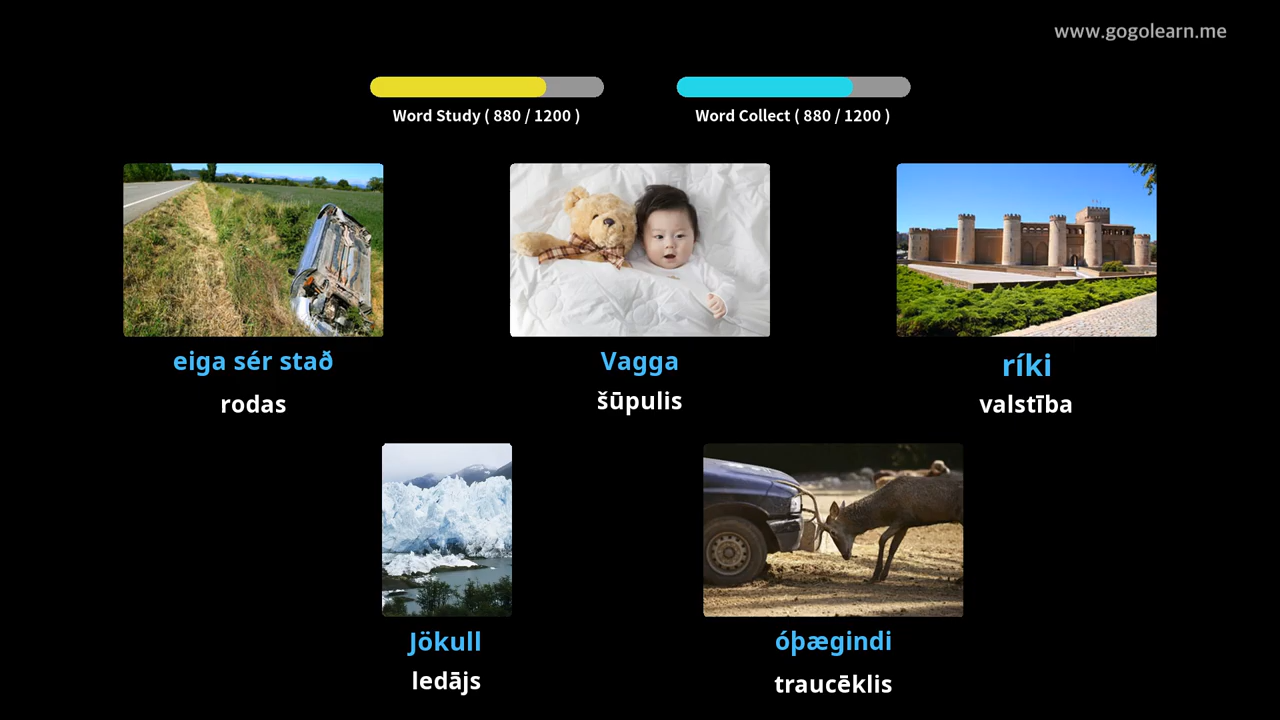 www.gogolearn.me
Word Study ( 880 / 1200 )
Word Collect ( 880 / 1200 )
eiga sér stað
rodas
Vagga
šūpulis
ríki
valstība
Jökull
ledājs
óþægindi
traucēklis